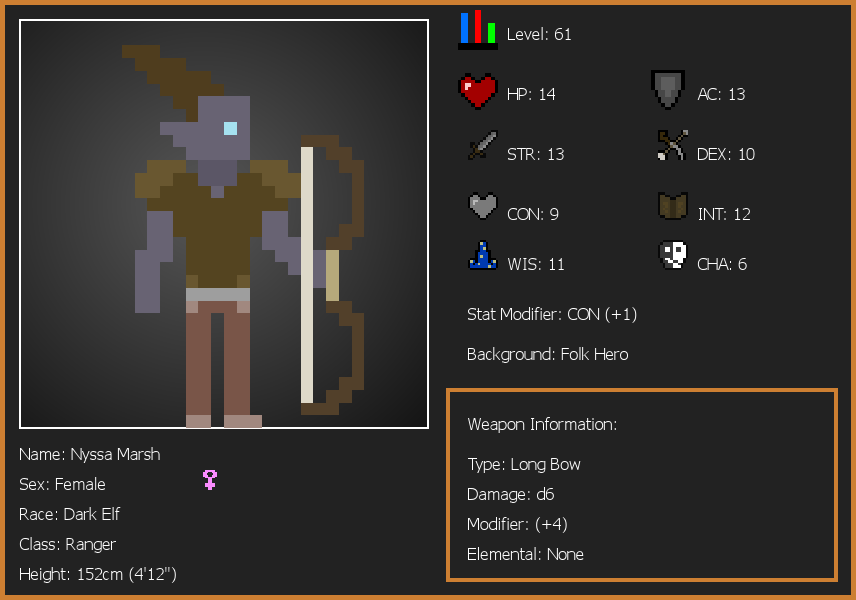 Level: 61
HP: 14
AC: 13
STR: 13
DEX: 10
CON: 9
INT: 12
WIS: 11
CHA: 6
Stat Modifier: CON (+1)
Background: Folk Hero
Weapon Information:
Type: Long Bow
Damage: d6
Modifier: (+4)
Elemental: None
Name: Nyssa Marsh
Sex: Female
Race: Dark Elf
Class: Ranger
Height: 152cm (4'12")